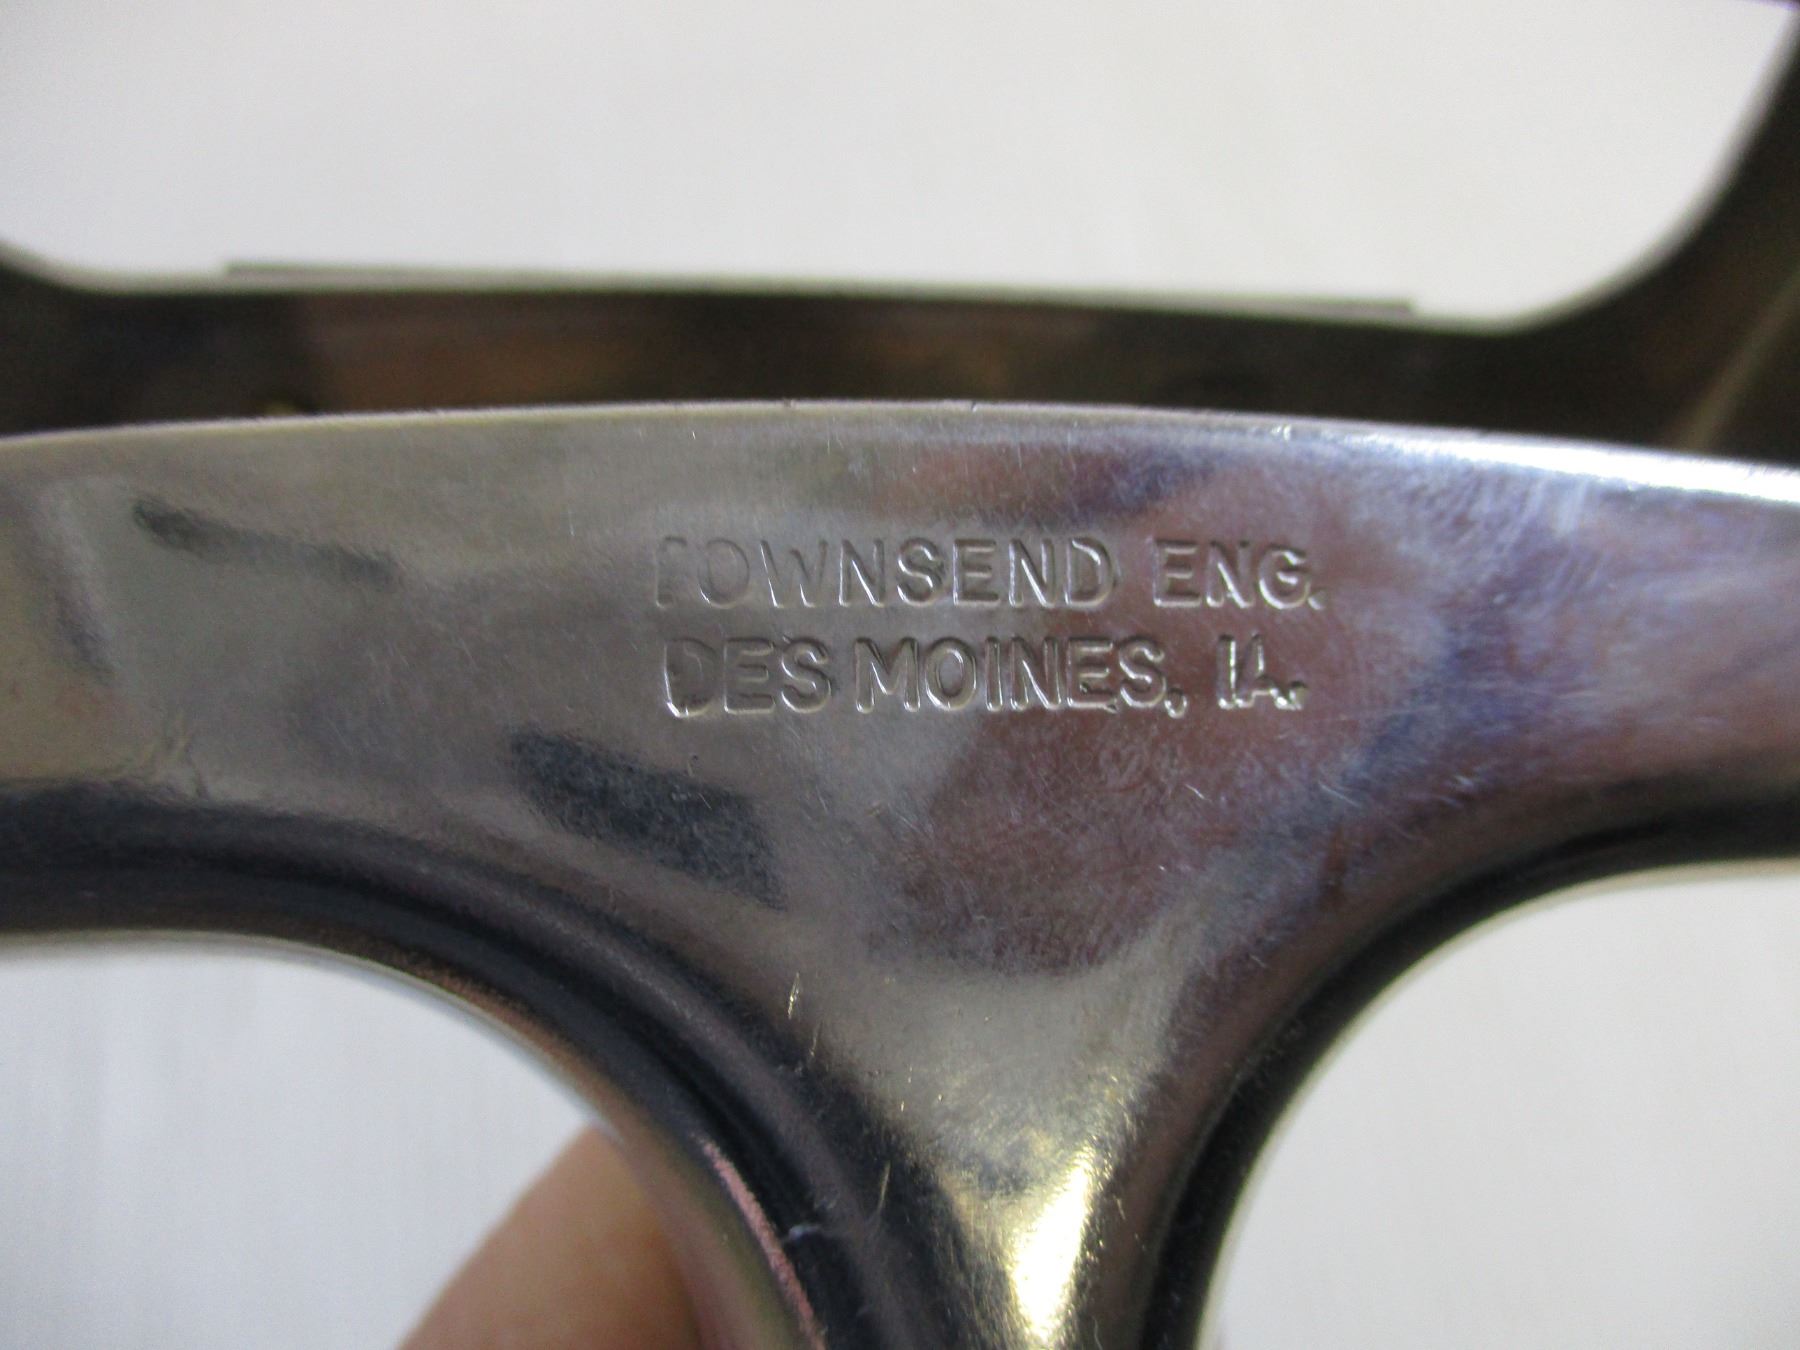 TOWNSEND ENG.
DES MOINES, IA.